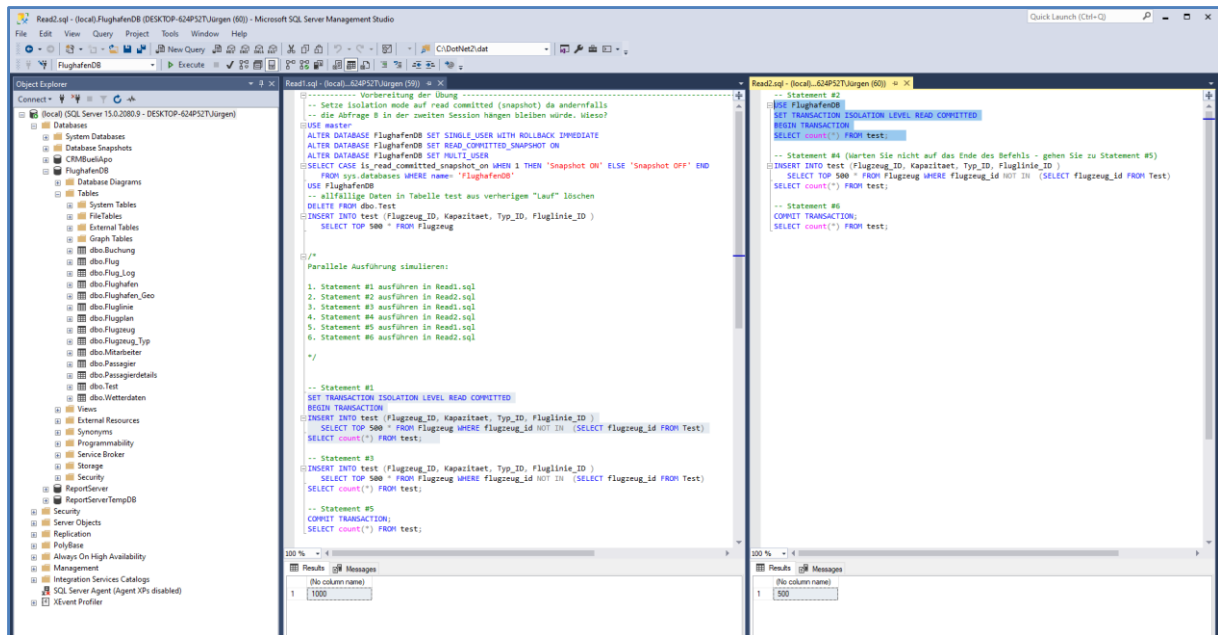 Read2.sql - (local).FlughafenDB (DESKTOP-624P52T\Jürgen (60)) - Microsoft SQL Server Management Studio
Quick Launch (Ctrl+Q)
File Edit View Query Project Tools Window Help
New Query
C:\DotNet2\dat
FlughafenDB
Execute
Object Explorer
Connect
(local) (SQL Server 15.0.2080.9 - DESKTOP-624P52T\Jürgen)
Databases
System Databases
Database Snapshots
CRMBueliApo
FlughafenDB
Database Diagrams
Tables
System Tables
FileTables
External Tables
Graph Tables
dbo.Buchung
dbo.Flug
dbo.Flug_Log
dbo.Flughafen
dbo.Flughafen_Geo
dbo.Fluglinie
dbo.Flugplan
dbo.Flugzeug
dbo.Flugzeug_Typ
dbo.Mitarbeiter
dbo.Passagier
dbo.Passagierdetails
dbo.Test
dbo.Wetterdaten
Views
External Resources
Synonyms
Programmability
Service Broker
Storage
Security
ReportServer
ReportServerTempDB
Security
Server Objects
Replication
PolyBase
Always On High Availability
Management
Integration Services Catalogs
SQL Server Agent (Agent XPs disabled)
XEvent Profiler
Read1.sql - (local)...624P52T\Jürgen (59))
---------- Vorbereitung der Übung ----------
-- Setze isolation mode auf read committed (snapshot) da andernfalls
-- die Abfrage B in der zweiten Session hängen bleiben würde. Wieso?
USE master
ALTER DATABASE FlughafenDB SET SINGLE_USER WITH ROLLBACK IMMEDIATE
ALTER DATABASE FlughafenDB SET READ_COMMITTED_SNAPSHOT ON
ALTER DATABASE FlughafenDB SET MULTI_USER
SELECT CASE is_read_committed_snapshot_on WHEN 1 THEN 'Snapshot ON' ELSE 'Snapshot OFF' END
FROM sys.databases WHERE name= 'FlughafenDB'
USE FlughafenDB
-- allfällige Daten in Tabelle test aus verherigem "Lauf" löschen
DELETE FROM dbo.Test
INSERT INTO test (Flugzeug_ID, Kapazitaet, Typ_ID, Fluglinie_ID )
SELECT TOP 500 * FROM Flugzeug
/*
Parallele Ausführung simulieren:
1. Statement #1 ausführen in Read1.sql
2. Statement #2 ausführen in Read2.sql
3. Statement #3 ausführen in Read1.sql
4. Statement #4 ausführen in Read2.sql
5. Statement #5 ausführen in Read1.sql
6. Statement #6 ausführen in Read2.sql
*/
-- Statement #1
SET TRANSACTION ISOLATION LEVEL READ COMMITTED
BEGIN TRANSACTION
INSERT INTO test (Flugzeug_ID, Kapazitaet, Typ_ID, Fluglinie_ID )
SELECT TOP 500 * FROM Flugzeug WHERE flugzeug_id NOT IN (SELECT flugzeug_id FROM Test)
SELECT count(*) FROM test;
-- Statement #3
INSERT INTO test (Flugzeug_ID, Kapazitaet, Typ_ID, Fluglinie_ID )
SELECT TOP 500 * FROM Flugzeug WHERE flugzeug_id NOT IN (SELECT flugzeug_id FROM Test)
SELECT count(*) FROM test;
-- Statement #5
COMMIT TRANSACTION;
SELECT count(*) FROM test;
100 %
Results Messages
(No column name)
1 1000
Read2.sql - (local)...624P52T\Jürgen (60))
-- Statement #2
USE FlughafenDB
SET TRANSACTION ISOLATION LEVEL READ COMMITTED
BEGIN TRANSACTION
SELECT count(*) FROM test;
-- Statement #4 (Warten Sie nicht auf das Ende des Befehls - gehen Sie zu Statement #5)
INSERT INTO test (Flugzeug_ID, Kapazitaet, Typ_ID, Fluglinie_ID)
SELECT TOP 500 * FROM Flugzeug WHERE flugzeug_id NOT IN (SELECT flugzeug_id FROM Test)
SELECT count(*) FROM test;
-- Statement #6
COMMIT TRANSACTION;
SELECT count(*) FROM test;
100 %
Results Messages
(No column name)
1 500